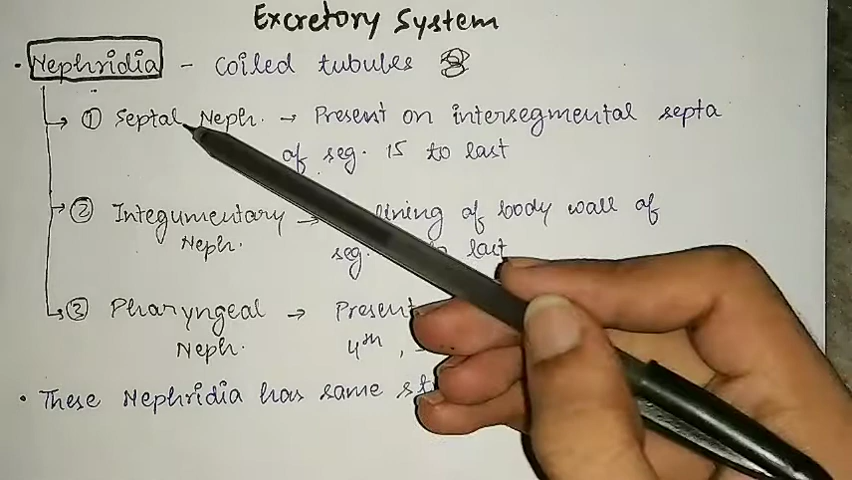 Excretory System
• Nephridia - Coiled tubules
① Septal Neph. → Present on intersegmental septa
of seg. 15 to last
② Integumentary → lining of body wall of
Neph. seg. to last
③ Pharyngeal → Present
Neph. 4th,
• These Nephridia has same